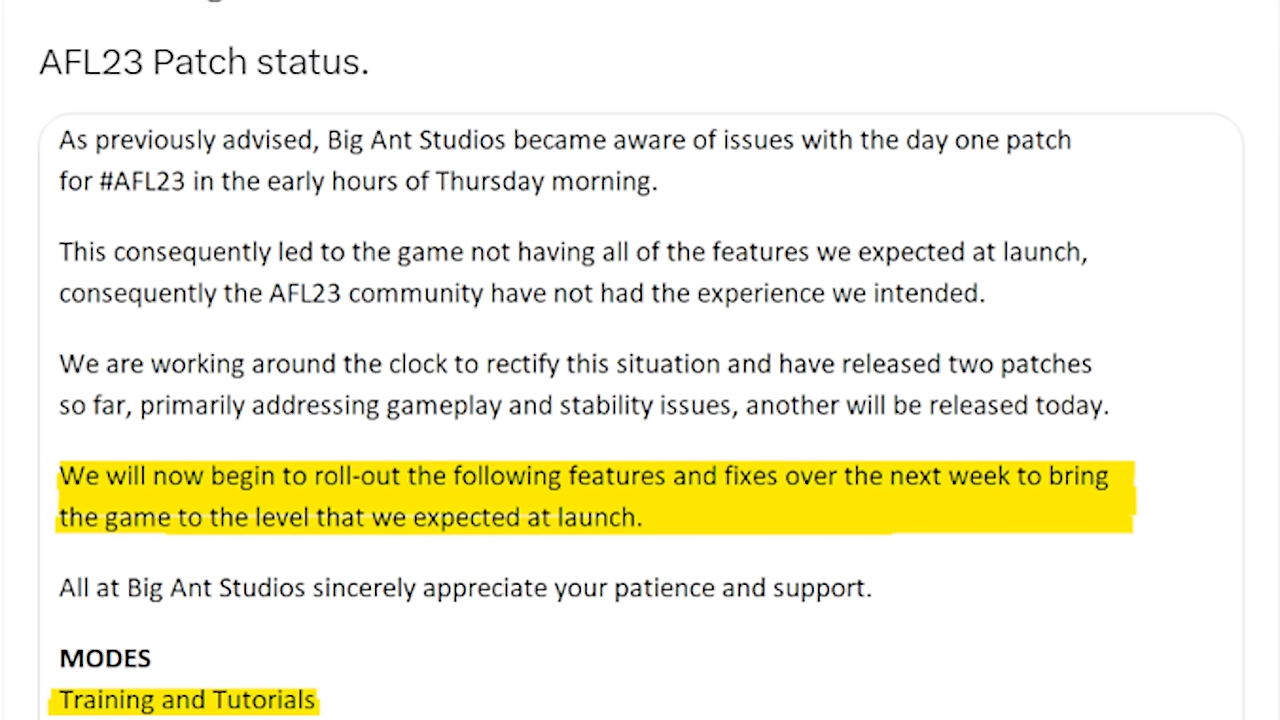 AFL23 Patch status.
As previously advised, Big Ant Studios became aware of issues with the day one patch
for #AFL23 in the early hours of Thursday morning.
This consequently led to the game not having all of the features we expected at launch,
consequently the AFL23 community have not had the experience we intended.
We are working around the clock to rectify this situation and have released two patches
so far, primarily addressing gameplay and stability issues, another will be released today.
We will now begin to roll-out the following features and fixes over the next week to bring
the game to the level that we expected at launch.
All at Big Ant Studios sincerely appreciate your patience and support.
MODES
Training and Tutorials